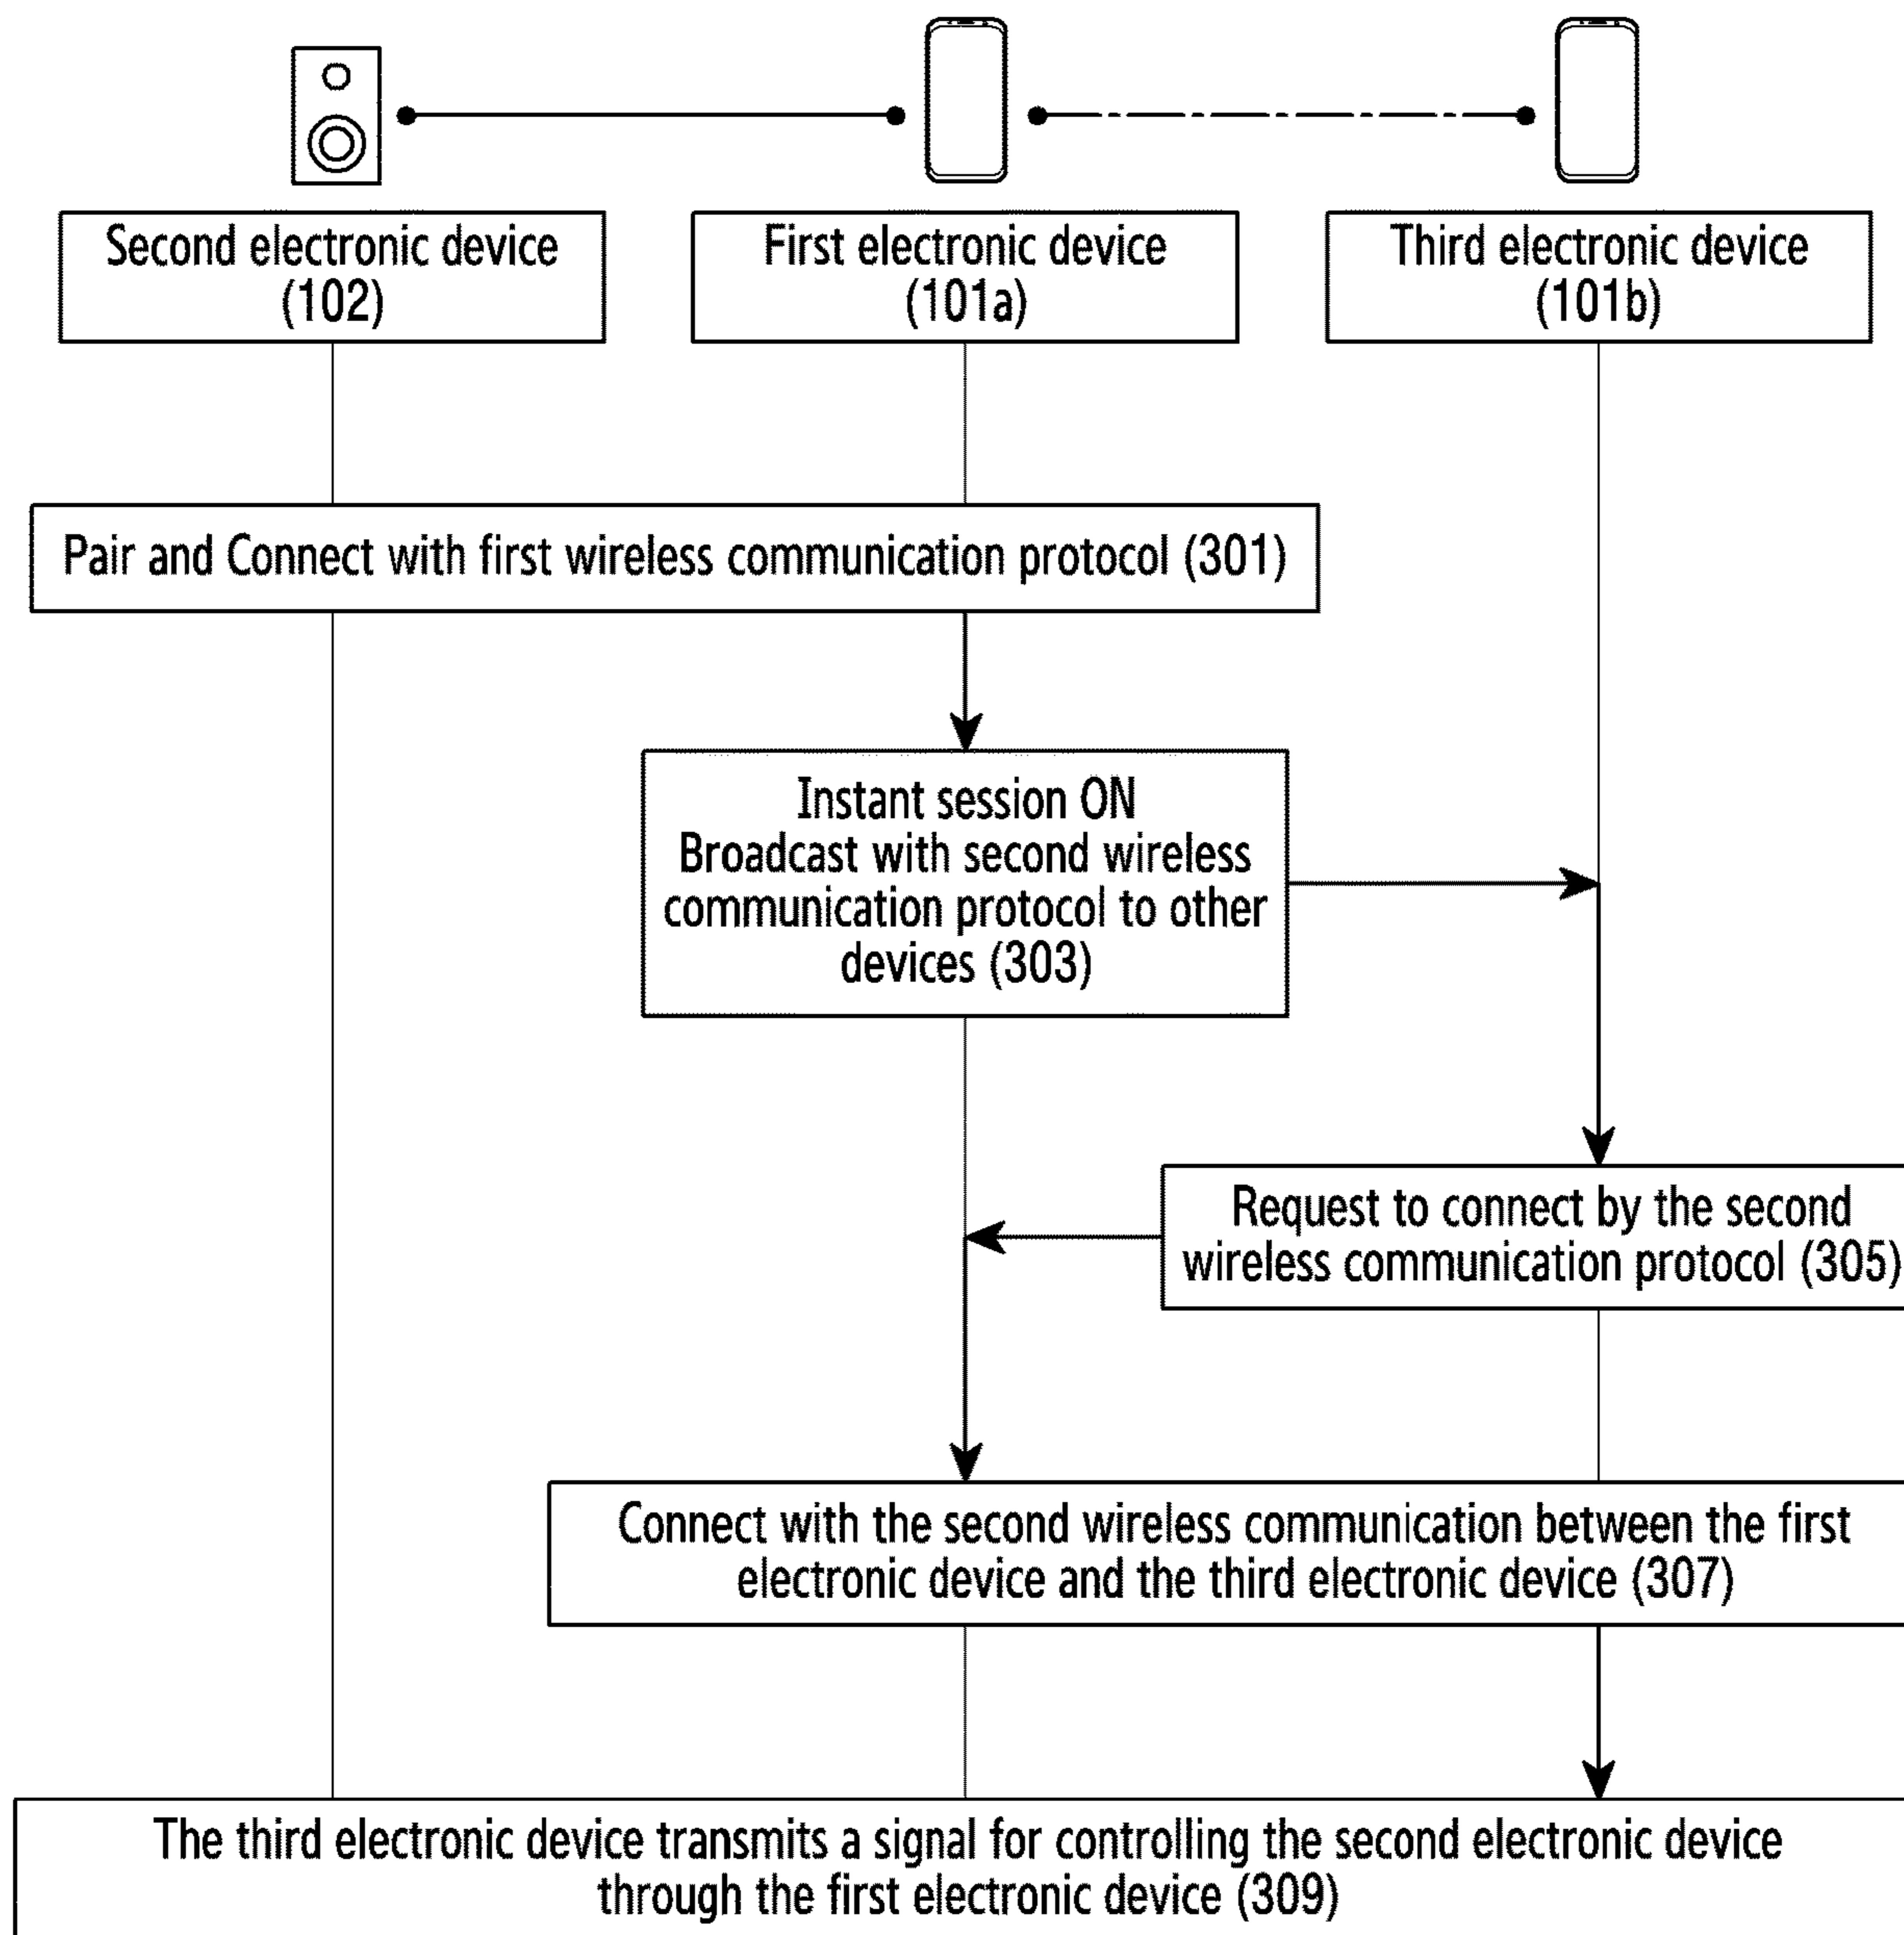 Second electronic device
(102)
First electronic device
(101a)
Third electronic device
(101b)
Pair and Connect with first wireless communication protocol (301)
Instant session ON
Broadcast with second wireless
communication protocol to other
devices (303)
Request to connect by the second
wireless communication protocol (305)
Connect with the second wireless communication between the first
electronic device and the third electronic device (307)
The third electronic device transmits a signal for controlling the second electronic device
through the first electronic device (309)